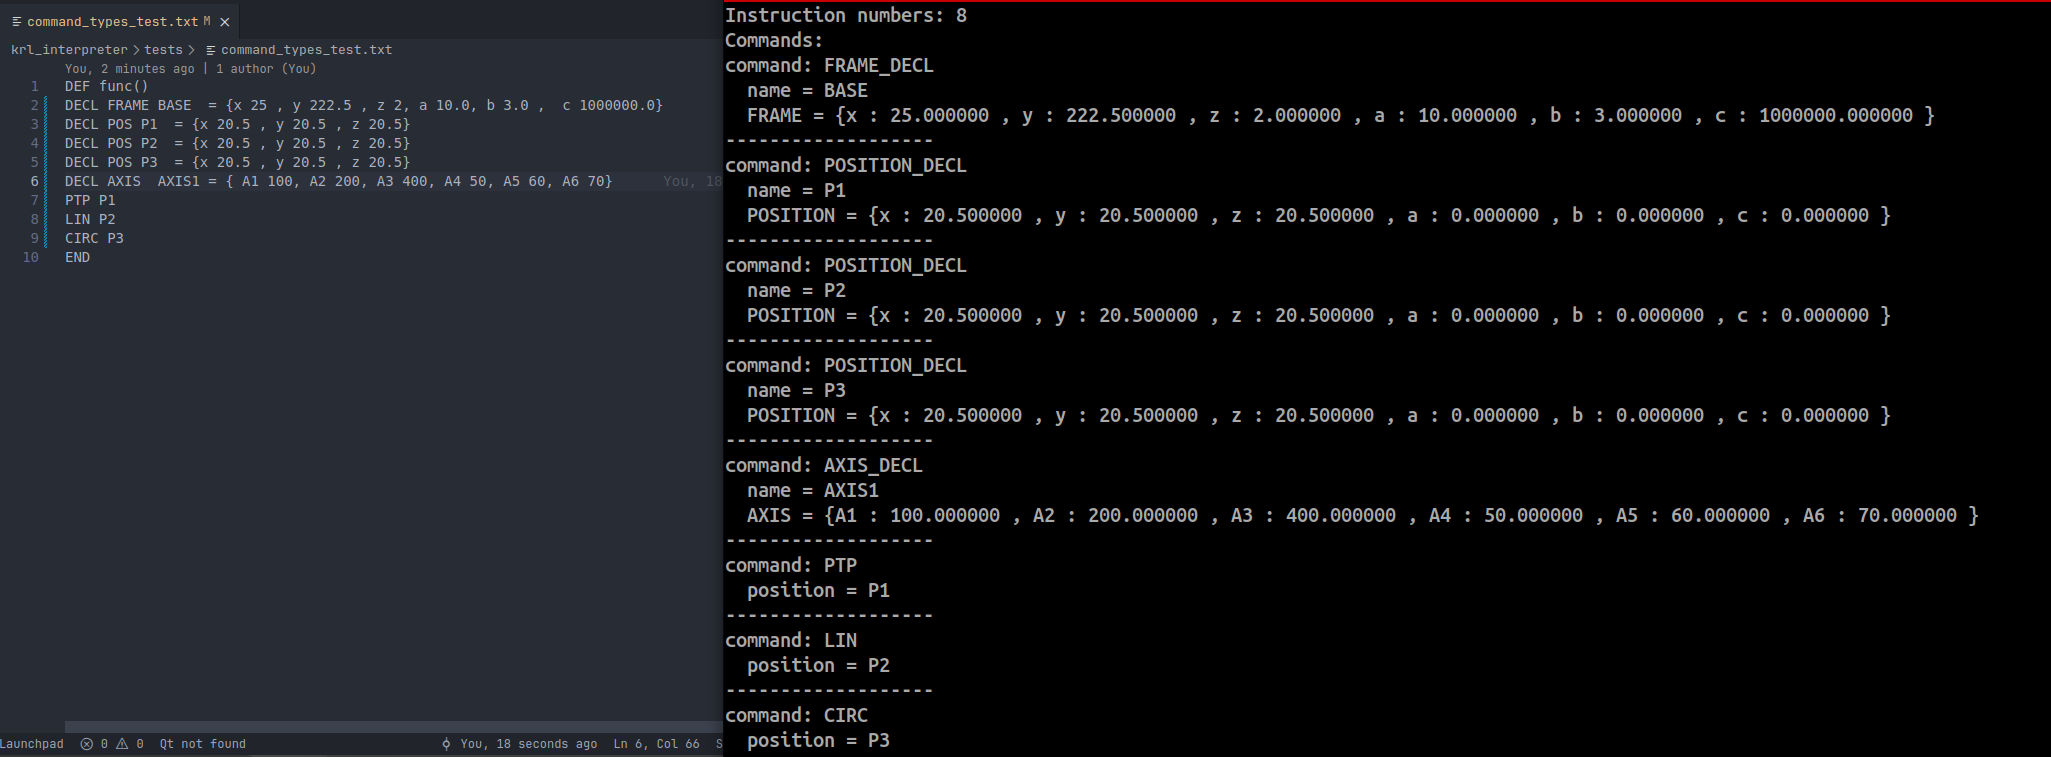 command_types_test.txt M
krl_interpreter > tests > command_types_test.txt
You, 2 minutes ago | 1 author (You)
1 DEF func()
2 DECL FRAME BASE  = {x 25 , y 222.5 , z 2, a 10.0, b 3.0 ,  c 1000000.0}
3 DECL POS P1  = {x 20.5 , y 20.5 , z 20.5}
4 DECL POS P2  = {x 20.5 , y 20.5 , z 20.5}
5 DECL POS P3  = {x 20.5 , y 20.5 , z 20.5}
6 DECL AXIS  AXIS1 = { A1 100, A2 200, A3 400, A4 50, A5 60, A6 70}      You, 18
7 PTP P1
8 LIN P2
9 CIRC P3
10 END
Launchpad 0 0 Qt not found You, 18 seconds ago Ln 6, Col 66 S
Instruction numbers: 8
Commands:
command: FRAME_DECL
  name = BASE
  FRAME = {x : 25.000000 , y : 222.500000 , z : 2.000000 , a : 10.000000 , b : 3.000000 , c : 1000000.000000 }
-------------------
command: POSITION_DECL
  name = P1
  POSITION = {x : 20.500000 , y : 20.500000 , z : 20.500000 , a : 0.000000 , b : 0.000000 , c : 0.000000 }
-------------------
command: POSITION_DECL
  name = P2
  POSITION = {x : 20.500000 , y : 20.500000 , z : 20.500000 , a : 0.000000 , b : 0.000000 , c : 0.000000 }
-------------------
command: POSITION_DECL
  name = P3
  POSITION = {x : 20.500000 , y : 20.500000 , z : 20.500000 , a : 0.000000 , b : 0.000000 , c : 0.000000 }
-------------------
command: AXIS_DECL
  name = AXIS1
  AXIS = {A1 : 100.000000 , A2 : 200.000000 , A3 : 400.000000 , A4 : 50.000000 , A5 : 60.000000 , A6 : 70.000000 }
-------------------
command: PTP
  position = P1
-------------------
command: LIN
  position = P2
-------------------
command: CIRC
  position = P3